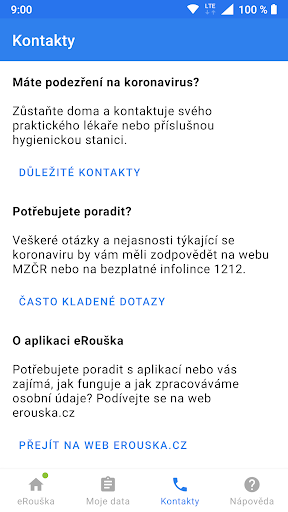 9:00
LTE
100 %
Kontakty
Máte podezření na koronavirus?
Zůstaňte doma a kontaktuje svého
praktického lékaře nebo příslušnou
hygienickou stanici.
DŮLEŽITÉ KONTAKTY
Potřebujete poradit?
Veškeré otázky a nejasnosti týkající se
koronaviru by vám měli zodpovědět na webu
MZČR nebo na bezplatné infolince 1212.
ČASTO KLADENÉ DOTAZY
O aplikaci eRouška
Potřebujete poradit s aplikací nebo vás
zajímá, jak funguje a jak zpracováváme
osobní údaje? Podívejte se na web
erouska.cz
PŘEJÍT NA WEB EROUSKA.CZ
eRouška Moje data Kontakty Nápověda